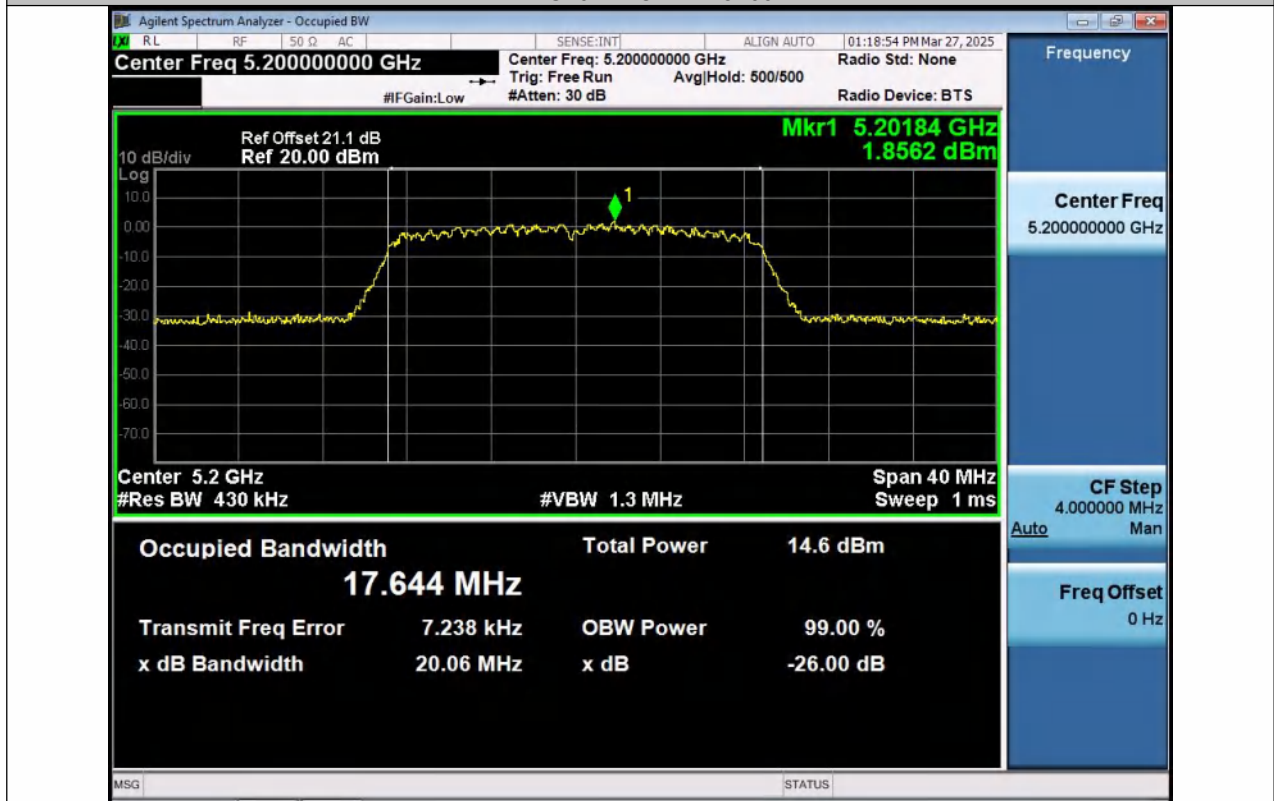 Agilent Spectrum Analyzer - Occupied BW
LXI RL RF 50 Ω AC SENSE:INT ALIGN AUTO 01:18:54 PM Mar 27, 2025
Center Freq 5.200000000 GHz Center Freq: 5.200000000 GHz Radio Std: None
Trig: Free Run Avg|Hold: 500/500
#IFGain:Low #Atten: 30 dB Radio Device: BTS
Frequency
Mkr1 5.20184 GHz
1.8562 dBm
Ref Offset 21.1 dB
10 dB/div Ref 20.00 dBm
Log
10.0
0.00
-10.0
-20.0
-30.0
-40.0
-50.0
-60.0
-70.0
1
Center 5.2 GHz Span 40 MHz
#Res BW 430 kHz #VBW 1.3 MHz Sweep 1 ms
Occupied Bandwidth Total Power 14.6 dBm
17.644 MHz
Transmit Freq Error 7.238 kHz OBW Power 99.00 %
x dB Bandwidth 20.06 MHz x dB -26.00 dB
Center Freq
5.200000000 GHz
CF Step
4.000000 MHz
Auto Man
Freq Offset
0 Hz
MSG STATUS